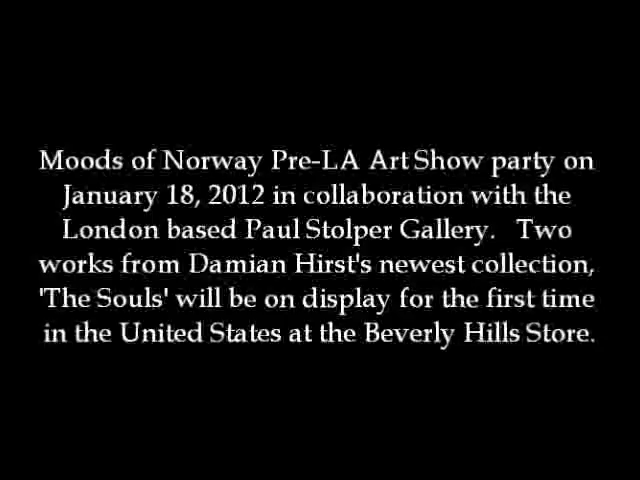 Moods of Norway Pre-LA Art Show party on
January 18, 2012 in collaboration with the
London based Paul Stolper Gallery. Two
works from Damian Hirst's newest collection,
'The Souls' will be on display for the first time
in the United States at the Beverly Hills Store.